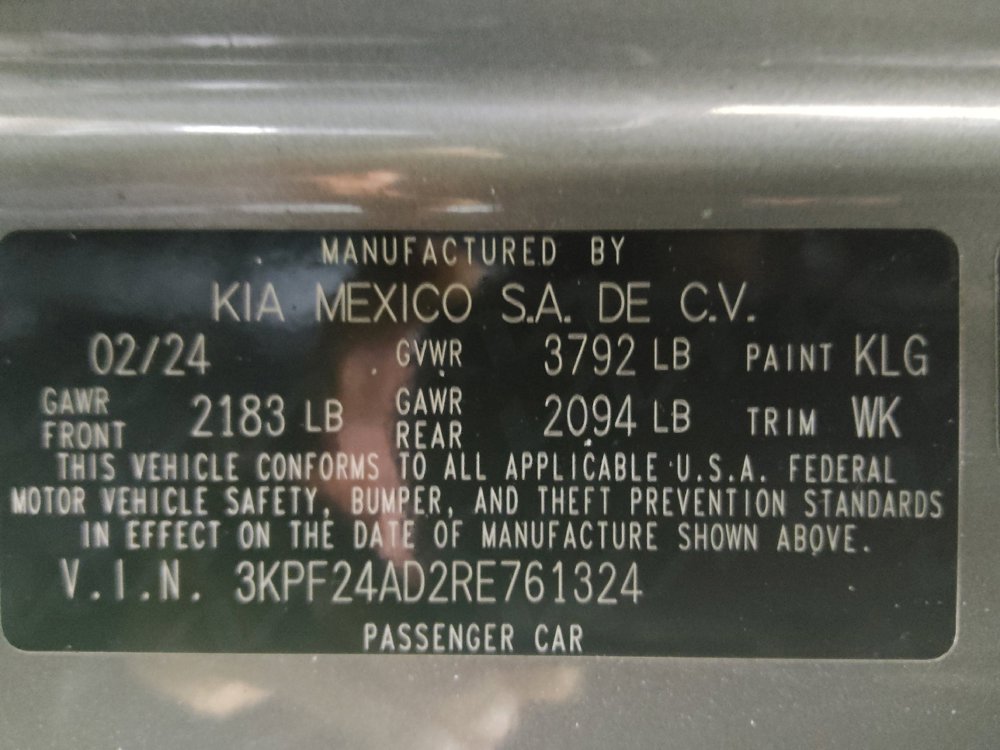 MANUFACTURED BY
KIA MEXICO S.A. DE C.V.
02/24 GVWR 3792 LB PAINT KLG
GAWR FRONT 2183 LB GAWR REAR 2094 LB TRIM WK
THIS VEHICLE CONFORMS TO ALL APPLICABLE U.S.A. FEDERAL
MOTOR VEHICLE SAFETY, BUMPER, AND THEFT PREVENTION STANDARDS
IN EFFECT ON THE DATE OF MANUFACTURE SHOWN ABOVE.
V.I.N. 3KPF24AD2RE761324
PASSENGER CAR